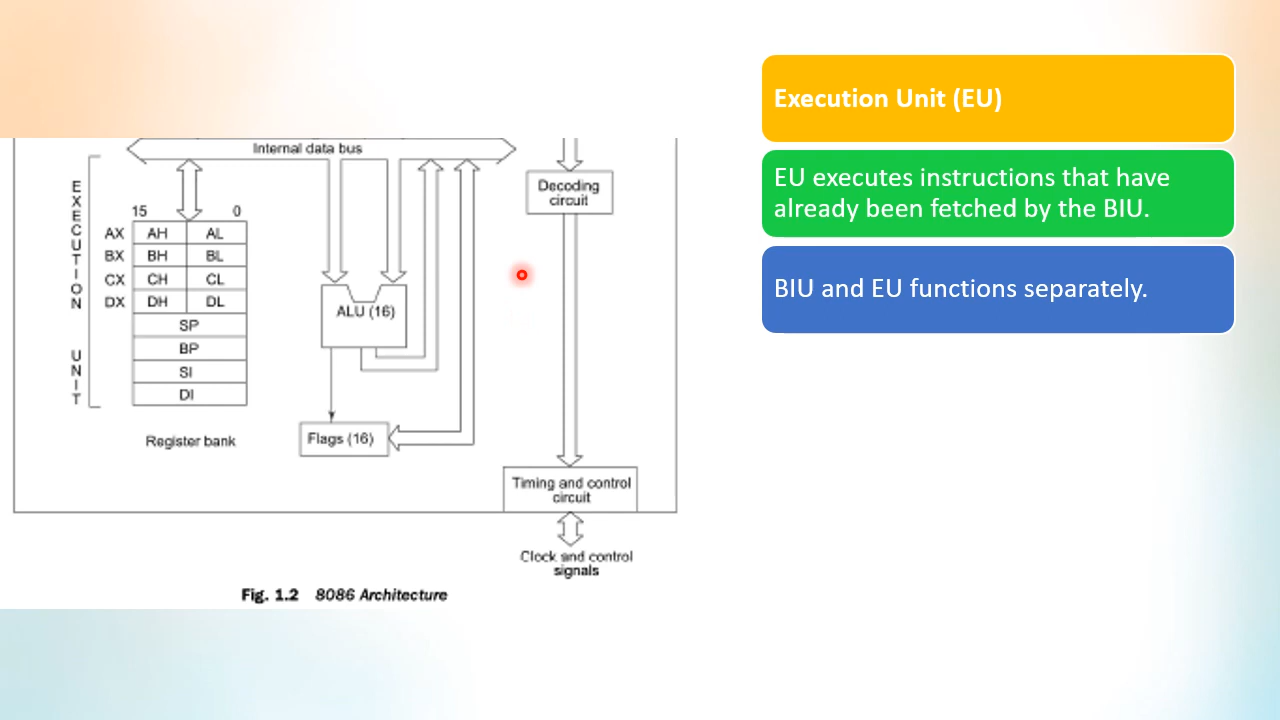 Execution Unit (EU)
EU executes instructions that have
already been fetched by the BIU.
BIU and EU functions separately.
Internal data bus
EXECUTION
UNIT
15 0
AX AH AL
BX BH BL
CX CH CL
DX DH DL
SP
BP
SI
DI
Register bank
ALU (16)
Flags (16)
Decoding
circuit
Timing and control
circuit
Clock and control
signals
Fig. 1.2 8086 Architecture